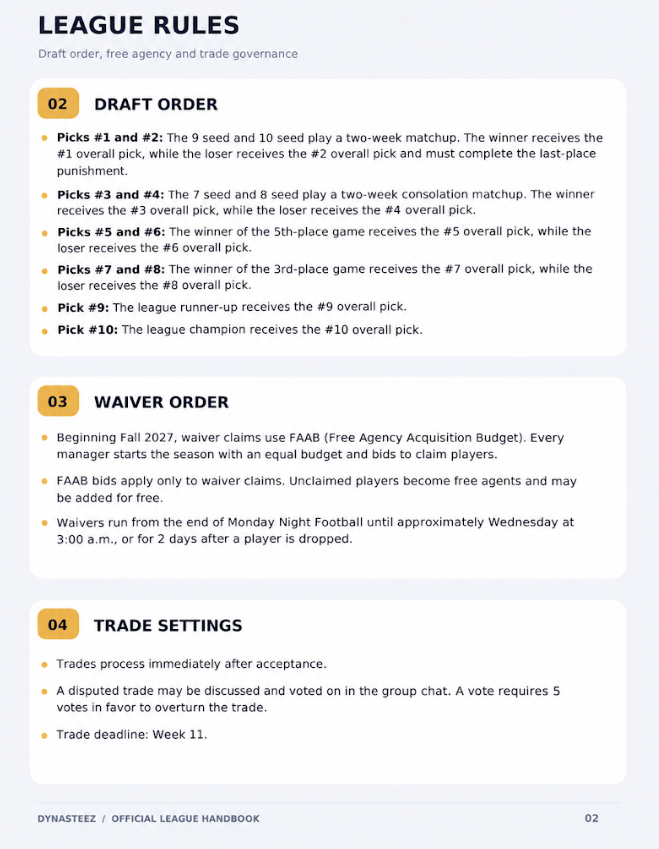 LEAGUE RULES
Draft order, free agency and trade governance
02 DRAFT ORDER
• Picks #1 and #2: The 9 seed and 10 seed play a two-week matchup. The winner receives the
#1 overall pick, while the loser receives the #2 overall pick and must complete the last-place
punishment.
• Picks #3 and #4: The 7 seed and 8 seed play a two-week consolation matchup. The winner
receives the #3 overall pick, while the loser receives the #4 overall pick.
• Picks #5 and #6: The winner of the 5th-place game receives the #5 overall pick, while the
loser receives the #6 overall pick.
• Picks #7 and #8: The winner of the 3rd-place game receives the #7 overall pick, while the
loser receives the #8 overall pick.
• Pick #9: The league runner-up receives the #9 overall pick.
• Pick #10: The league champion receives the #10 overall pick.
03 WAIVER ORDER
• Beginning Fall 2027, waiver claims use FAAB (Free Agency Acquisition Budget). Every
manager starts the season with an equal budget and bids to claim players.
• FAAB bids apply only to waiver claims. Unclaimed players become free agents and may
be added for free.
• Waivers run from the end of Monday Night Football until approximately Wednesday at
3:00 a.m., or for 2 days after a player is dropped.
04 TRADE SETTINGS
• Trades process immediately after acceptance.
• A disputed trade may be discussed and voted on in the group chat. A vote requires 5
votes in favor to overturn the trade.
• Trade deadline: Week 11.
DYNASTEEZ / OFFICIAL LEAGUE HANDBOOK 02